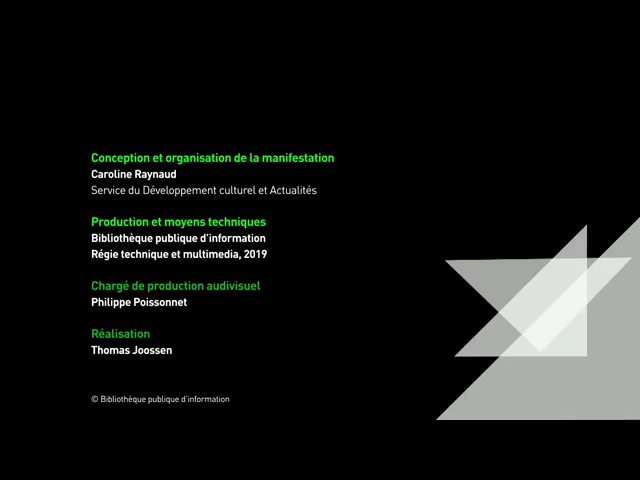 Conception et organisation de la manifestation
Caroline Raynaud
Service du Développement culturel et Actualités
Production et moyens techniques
Bibliothèque publique d'information
Régie technique et multimedia, 2019
Chargé de production audivisuel
Philippe Poissonnet
Réalisation
Thomas Joossen
© Bibliothèque publique d'information